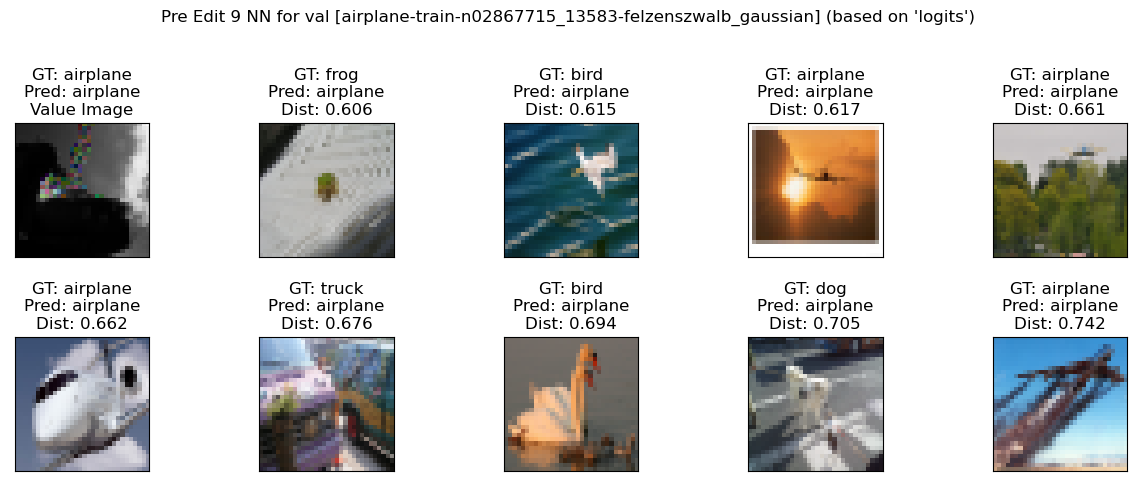 Pre Edit 9 NN for val [airplane-train-n02867715_13583-felzenszwalb_gaussian] (based on 'logits')
GT: airplane
Pred: airplane
Value Image
GT: frog
Pred: airplane
Dist: 0.606
GT: bird
Pred: airplane
Dist: 0.615
GT: airplane
Pred: airplane
Dist: 0.617
GT: airplane
Pred: airplane
Dist: 0.661
GT: airplane
Pred: airplane
Dist: 0.662
GT: truck
Pred: airplane
Dist: 0.676
GT: bird
Pred: airplane
Dist: 0.694
GT: dog
Pred: airplane
Dist: 0.705
GT: airplane
Pred: airplane
Dist: 0.742